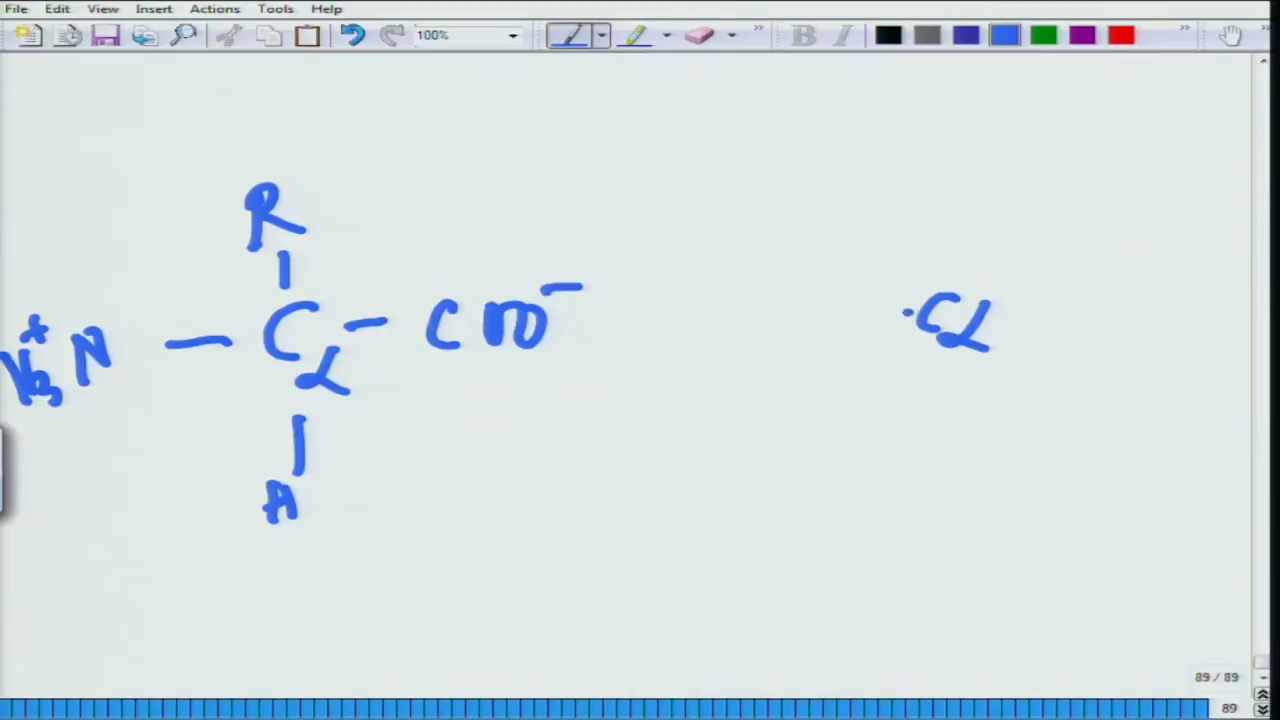 File Edit View Insert Actions Tools Help
100%
B I
R
H3N+ — Cα — COO−
H
Cα
89 / 89
89